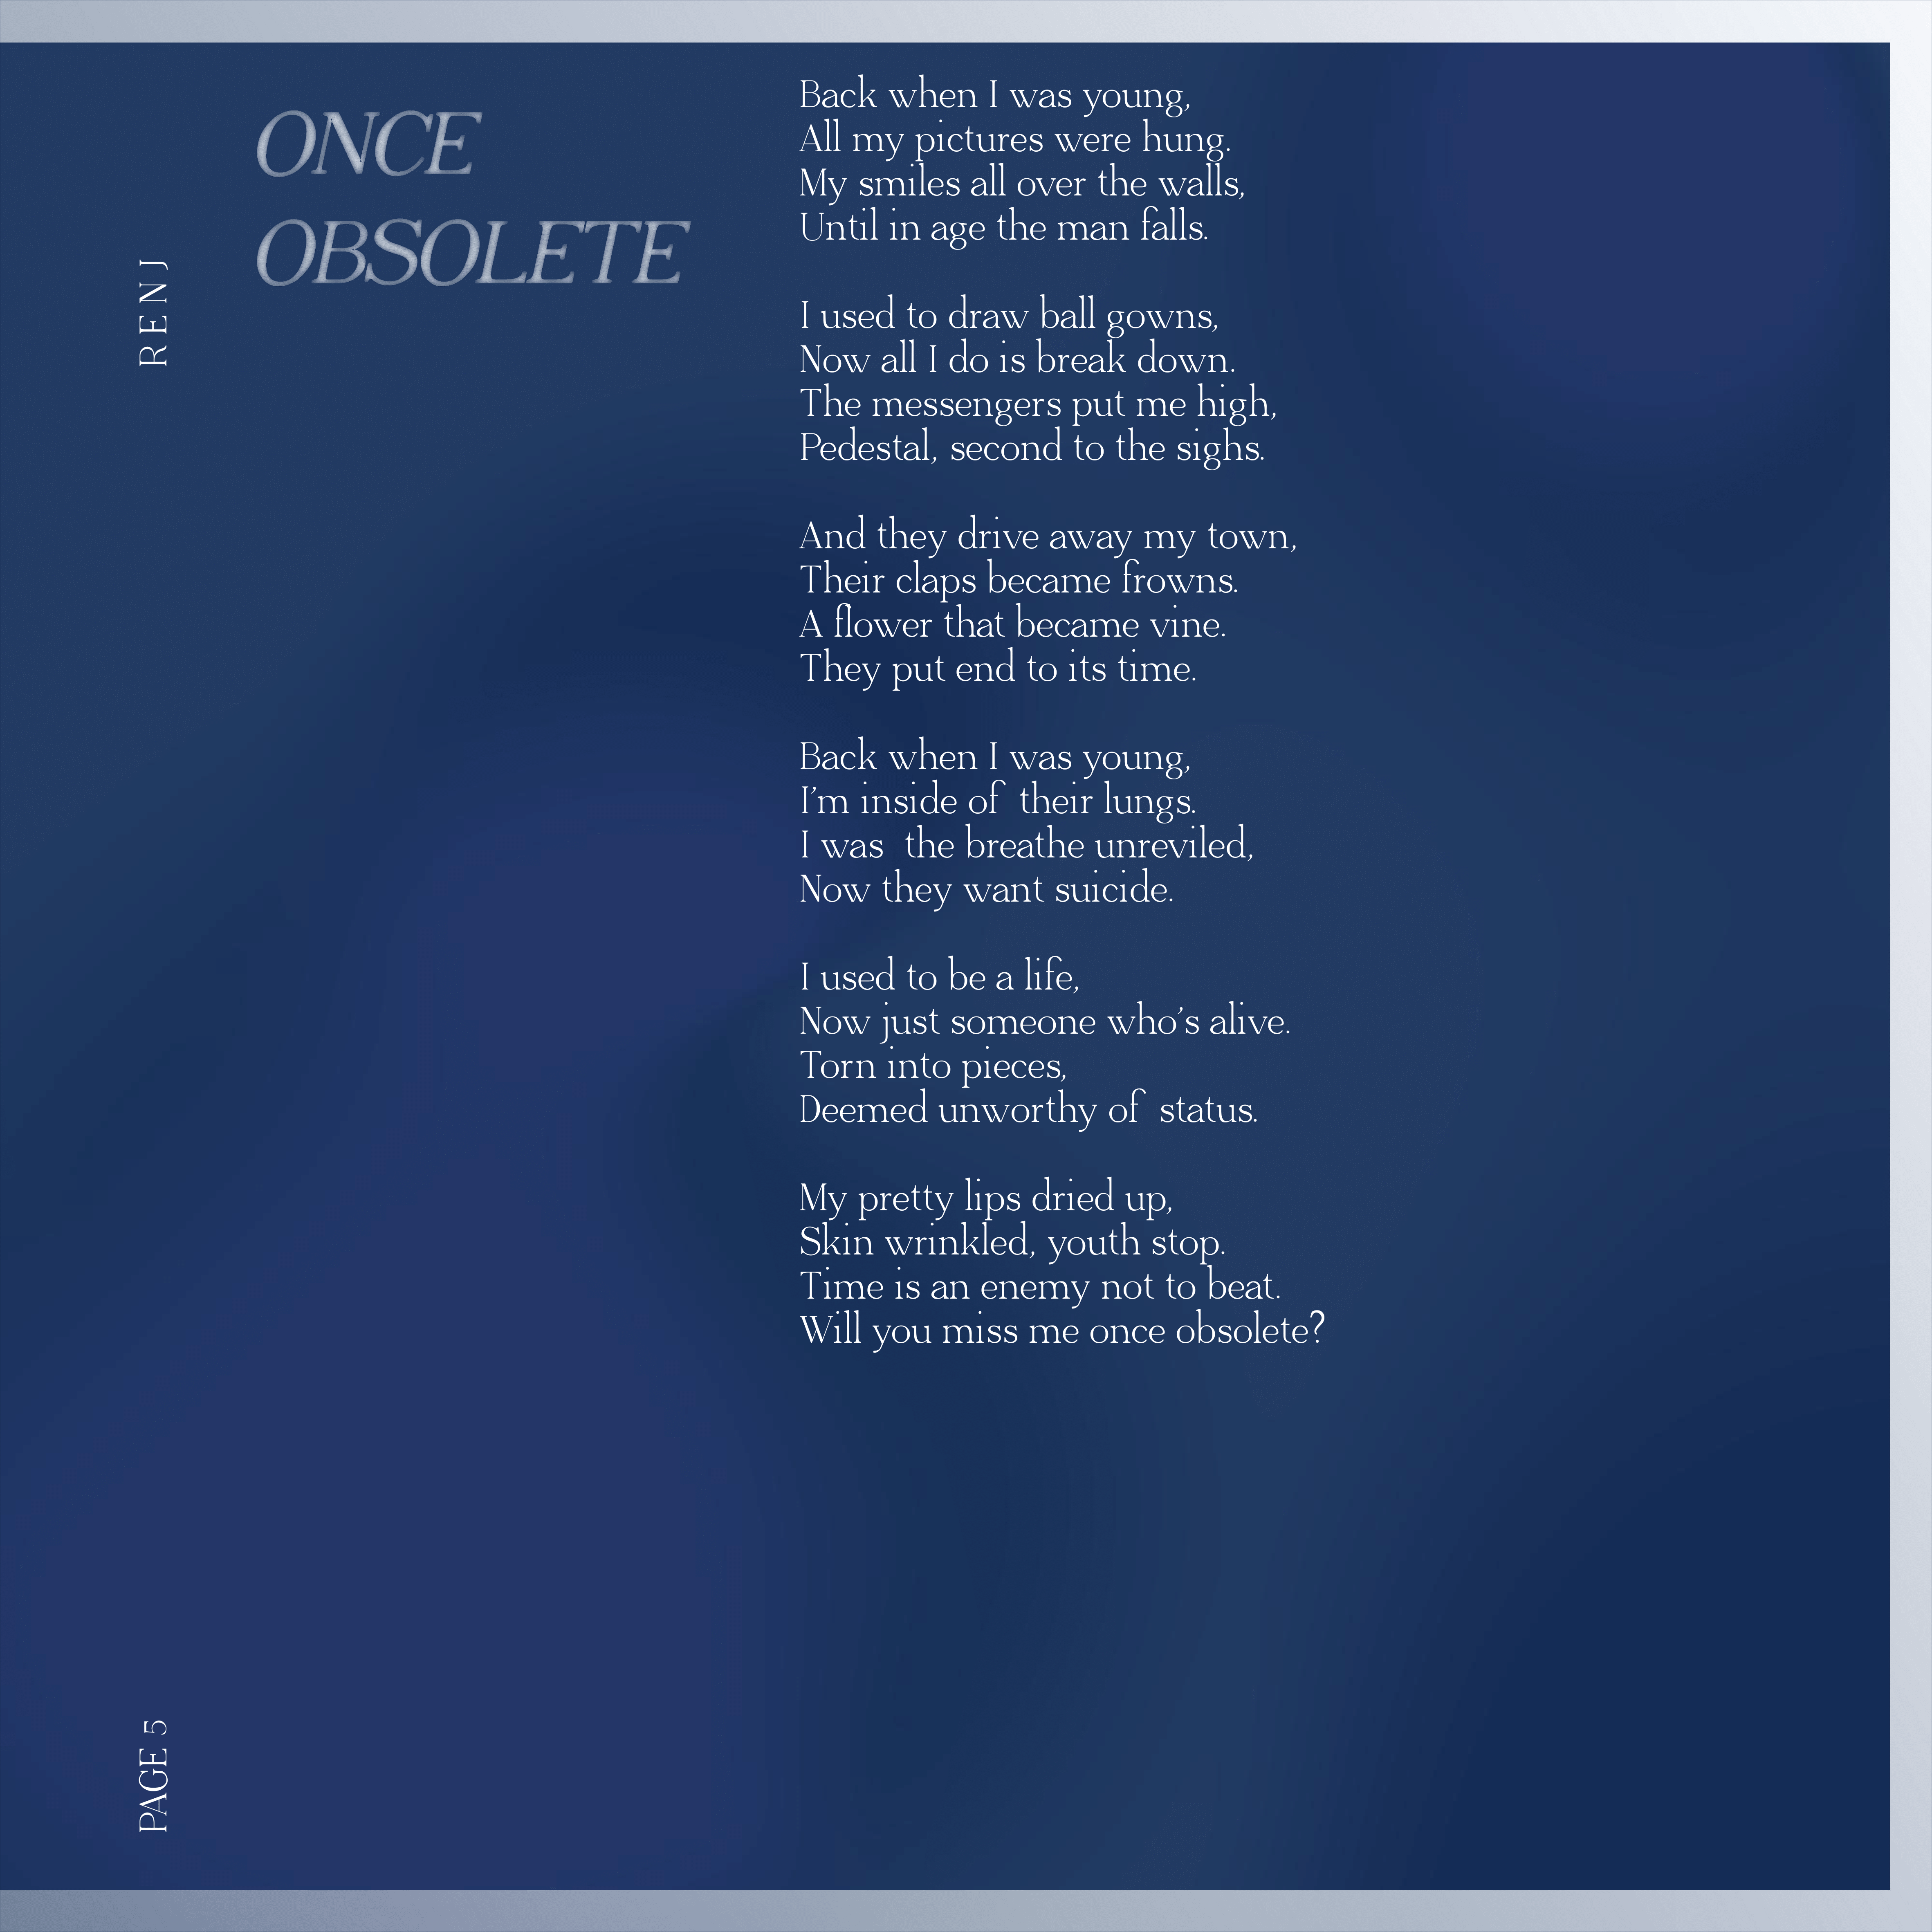 ONCE
OBSOLETE
RENJ
Back when I was young,
All my pictures were hung.
My smiles all over the walls,
Until in age the man falls.
I used to draw ball gowns,
Now all I do is break down.
The messengers put me high,
Pedestal, second to the sighs.
And they drive away my town,
Their claps became frowns.
A flower that became vine.
They put end to its time.
Back when I was young,
I'm inside of their lungs.
I was the breathe unreviled,
Now they want suicide.
I used to be a life,
Now just someone who's alive.
Torn into pieces,
Deemed unworthy of status.
My pretty lips dried up,
Skin wrinkled, youth stop.
Time is an enemy not to beat.
Will you miss me once obsolete?
PAGE 5